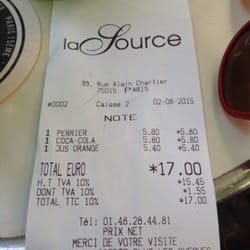 la Source
39, Rue Alain Chartier
75015 PARIS
#0002 Caisse 2 02-08-2015
NOTE
1 PERRIER 5.80 *5.80
1 COCA-COLA 5.80 *5.80
1 JUS ORANGE 5.40 *5.40
TOTAL EURO *17.00
H.T TVA 10% *15.45
DONT TVA 10% *1.55
TOTAL TTC 10% *17.00
Tél: 01.48.28.44.81
PRIX NET
MERCI DE VOTRE VISITE
PARIS 15EME